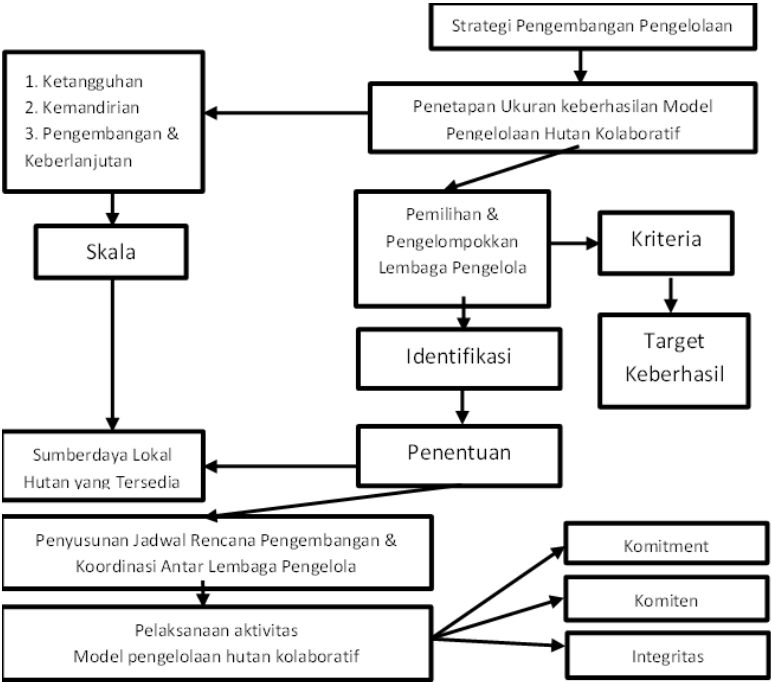 Strategi Pengembangan Pengelolaan
1. Ketangguhan
2. Kemandirian
3. Pengembangan &
Keberlanjutan
Penetapan Ukuran keberhasilan Model
Pengelolaan Hutan Kolaboratif
Pemilihan &
Pengelompokkan
Lembaga Pengelola
Kriteria
Skala
Target
Keberhasil
Identifikasi
Penentuan
Sumberdaya Lokal
Hutan yang Tersedia
Penyusunan Jadwal Rencana Pengembangan &
Koordinasi Antar Lembaga Pengelola
Komitment
Komiten
Pelaksanaan aktivitas
Model pengelolaan hutan kolaboratif
Integritas